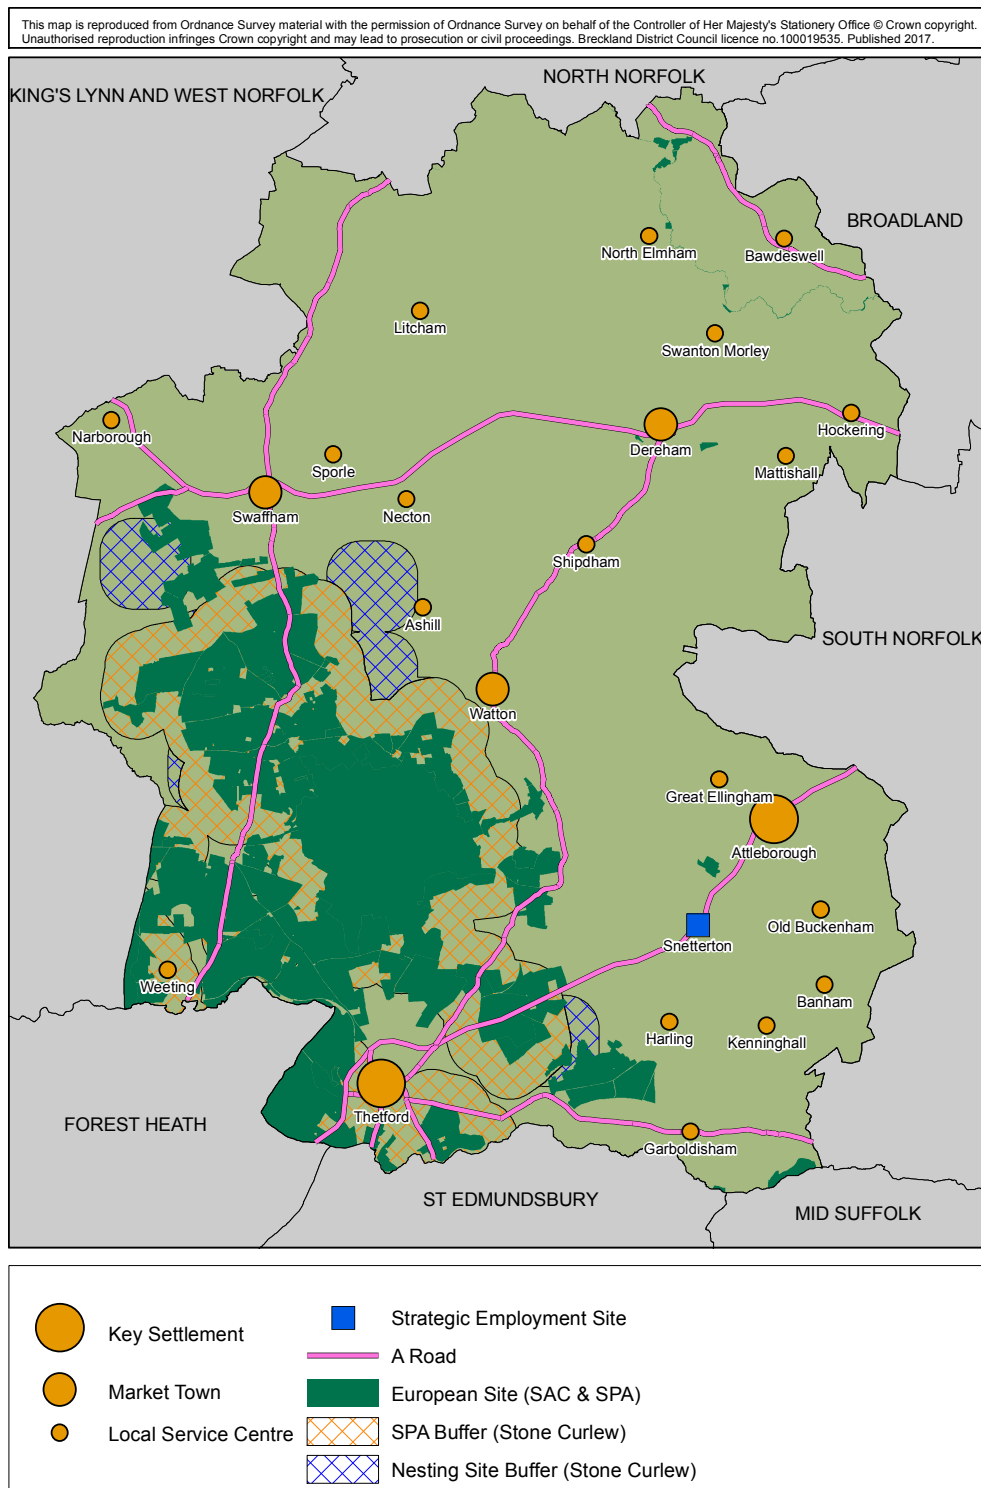 This map is reproduced from Ordnance Survey material with the permission of Ordnance Survey on behalf of the Controller of Her Majesty's Stationery Office © Crown copyright.
Unauthorised reproduction infringes Crown copyright and may lead to prosecution or civil proceedings. Breckland District Council licence no.100019535. Published 2017.
NORTH NORFOLK
KING'S LYNN AND WEST NORFOLK
BROADLAND
North Elmham
Bawdeswell
Litcham
Swanton Morley
Narborough
Hockering
Dereham
Sporle
Mattishall
Swaffham
Necton
Shipdham
Ashill
SOUTH NORFOLK
Watton
Great Ellingham
Attleborough
Old Buckenham
Snetterton
Weeting
Banham
Harling
Kenninghall
Thetford
FOREST HEATH
Garboldisham
ST EDMUNDSBURY
MID SUFFOLK
Key Settlement
Market Town
Local Service Centre
Strategic Employment Site
A Road
European Site (SAC & SPA)
SPA Buffer (Stone Curlew)
Nesting Site Buffer (Stone Curlew)